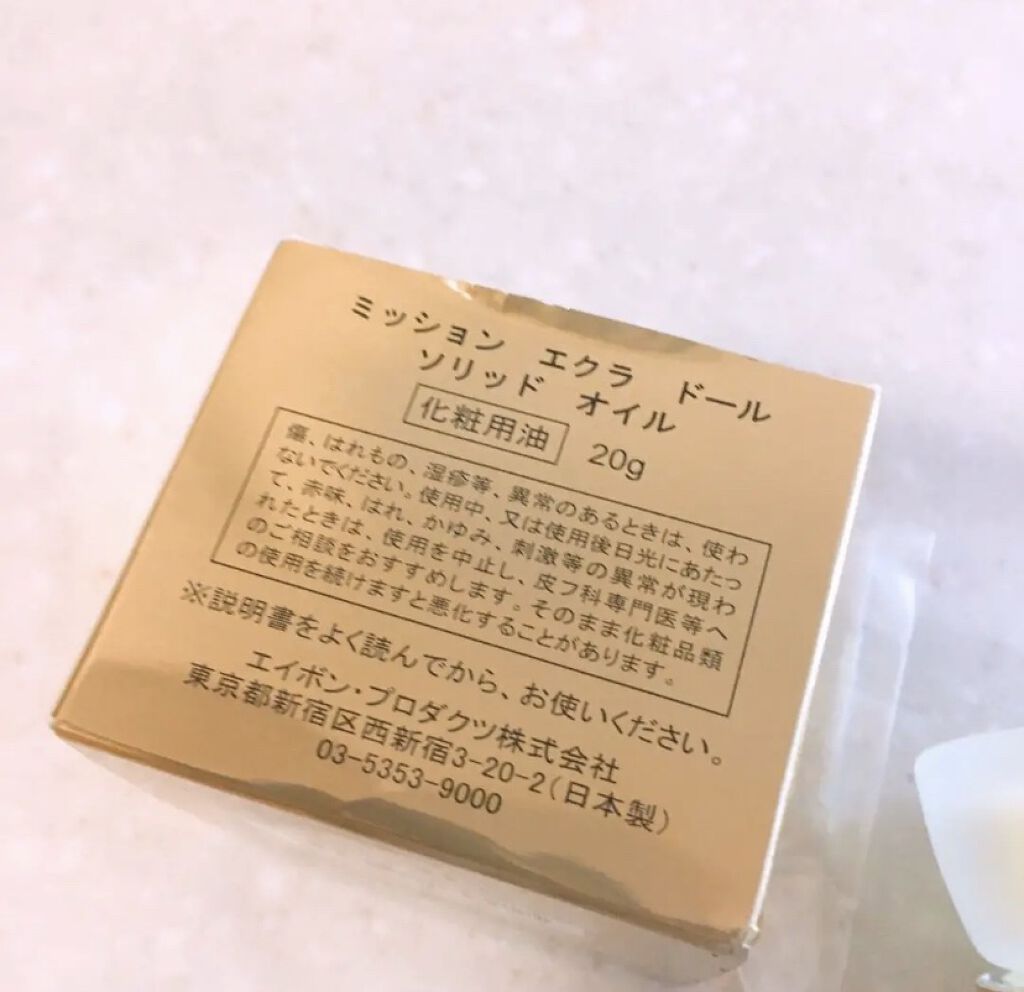 ミッション エクラ ドール
ソリッド オイル
化粧用油 20g
傷、はれもの、湿疹等、異常のあるときは、使わ
ないでください。使用中、又は使用後日光にあたっ
て、赤味、はれ、かゆみ、刺激等の異常が現わ
れたときは、使用を中止し、皮フ科専門医等へ
のご相談をおすすめします。そのまま化粧品類
の使用を続けますと悪化することがあります。
※説明書をよく読んでから、お使いください。
エイボン・プロダクツ株式会社
東京都新宿区西新宿3-20-2(日本製)
03-5353-9000